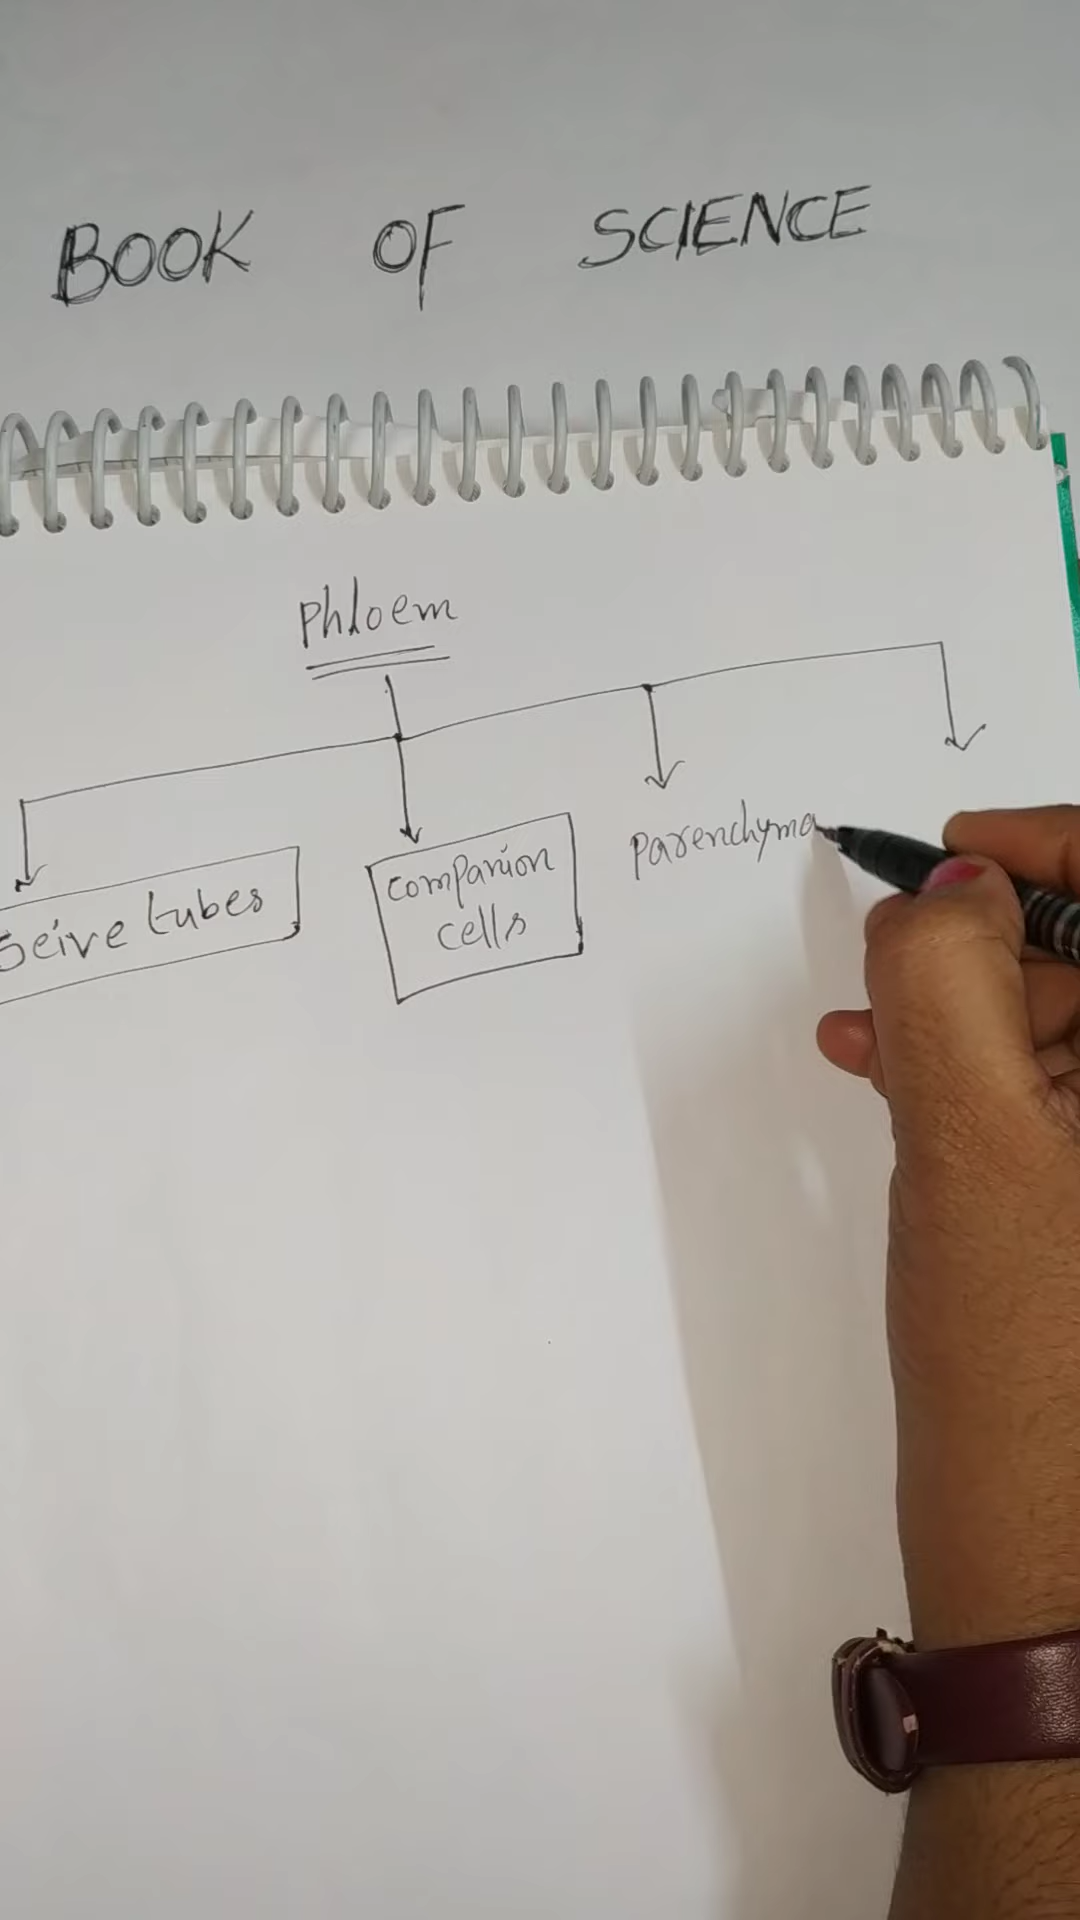 BOOK OF SCIENCE
Phloem
Seive tubes
companion
cells
parenchyma